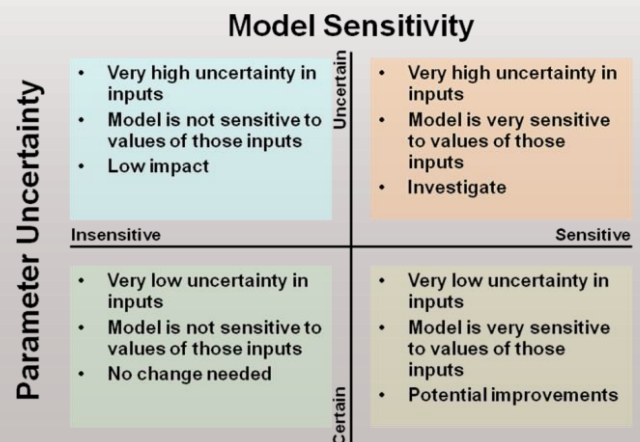 Model Sensitivity
Parameter Uncertainty
Uncertain
• Very high uncertainty in
inputs
• Model is not sensitive to
values of those inputs
• Low impact
• Very high uncertainty in
inputs
• Model is very sensitive
to values of those
inputs
• Investigate
Insensitive
Sensitive
• Very low uncertainty in
inputs
• Model is not sensitive to
values of those inputs
• No change needed
• Very low uncertainty in
inputs
• Model is very sensitive
to values of those
inputs
• Potential improvements
Certain